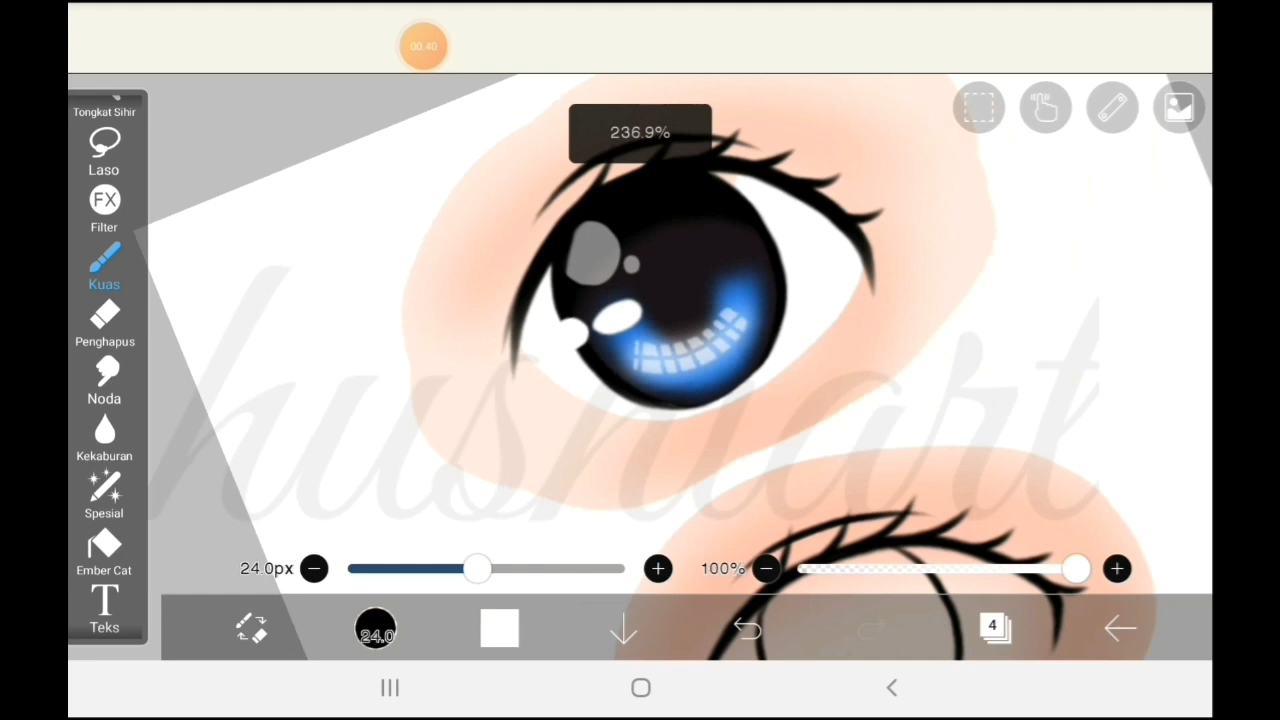 00.40
236.9%
Tongkat Sihir
Laso
FX
Filter
Kuas
Penghapus
Noda
Kekaburan
Spesial
Ember Cat
T
Teks
husnaart
24.0px
100%
24.0
4